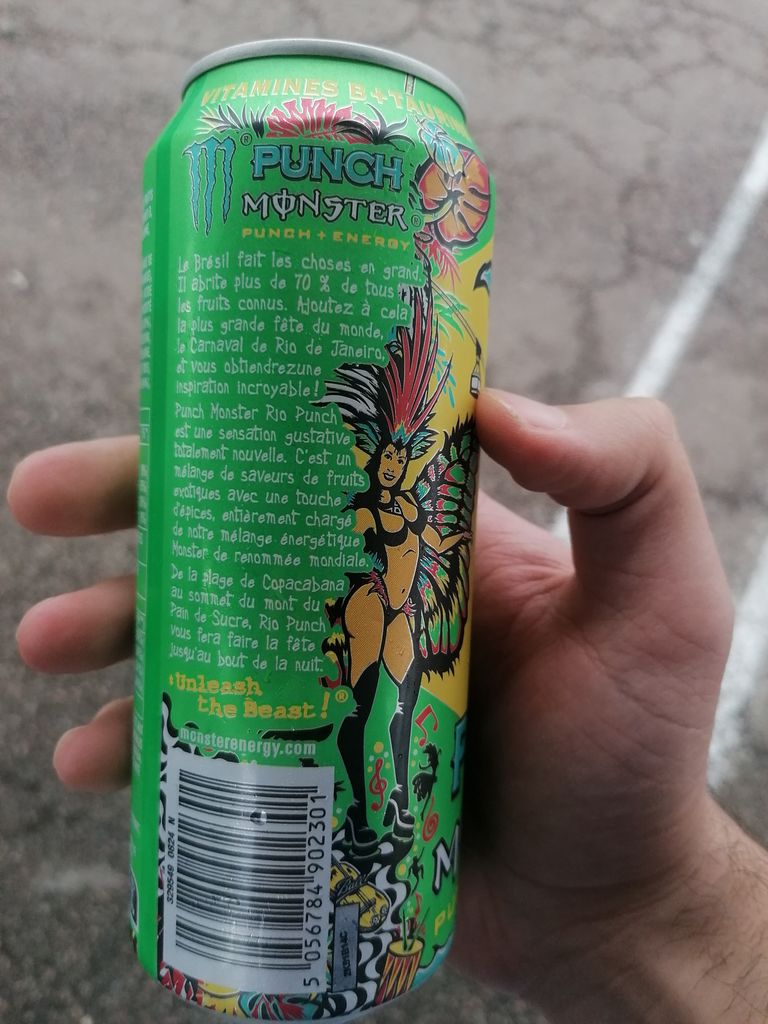 VITAMINES B + TAURINE
PUNCH
MONSTER
PUNCH + ENERGY
Le Brésil fait les choses en grand.
Il abrite plus de 70 % de tous
les fruits connus. Ajoutez à cela
la plus grande fête du monde,
le Carnaval de Rio de Janeiro,
et vous obtiendrezune
inspiration incroyable!
Punch Monster Rio Punch
est une sensation gustative
totalement nouvelle. C'est un
mélange de saveurs de fruits
exotiques avec une touche
d'épices, entièrement chargé
de notre mélange énergétique
Monster de renommée mondiale.
De la plage de Copacabana
au sommet du mont du
Pain de Sucre, Rio Punch
vous fera faire la fête
jusqu'au bout de la nuit.
Unleash
the Beast!®
monsterenergy.com
329549 0624 N
5 056784 902301